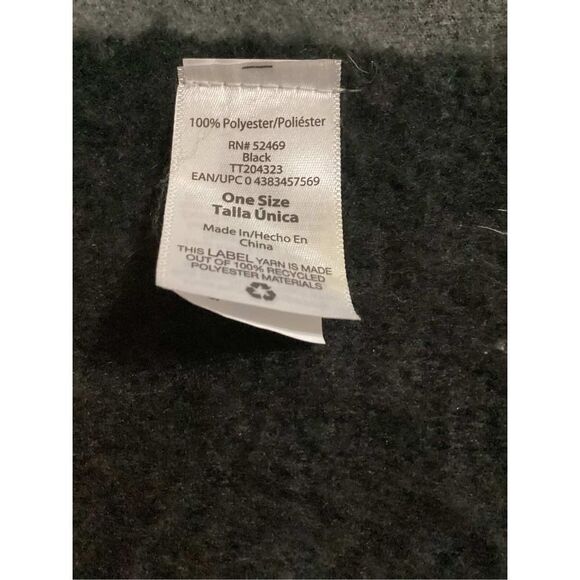 100% Polyester/Poliéster
RN# 52469
Black
TT204323
EAN/UPC 0 4383457569
One Size
Talla Única
Made In/Hecho En
China
THIS LABEL YARN IS MADE
OUT OF 100% RECYCLED
POLYESTER MATERIALS